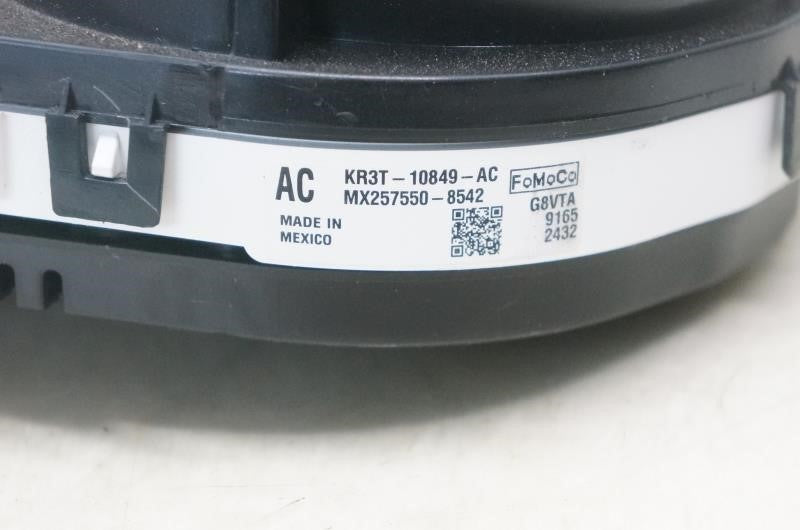 AC
KR3T-10849-AC
MX257550-8542
MADE IN
MEXICO
FoMoCo
G8VTA
9165
2432